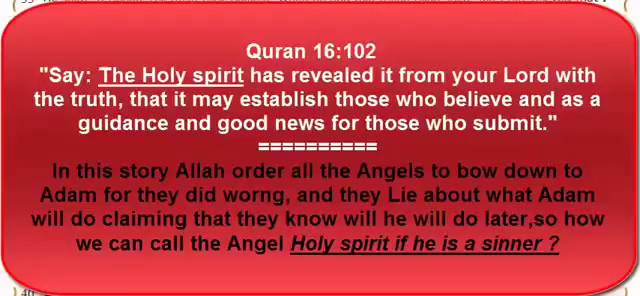 Quran 16:102
"Say: The Holy spirit has revealed it from your Lord with
the truth, that it may establish those who believe and as a
guidance and good news for those who submit."
==========
In this story Allah order all the Angels to bow down to
Adam for they did worng, and they Lie about what Adam
will do claiming that they know will he will do later,so how
we can call the Angel Holy spirit if he is a sinner ?